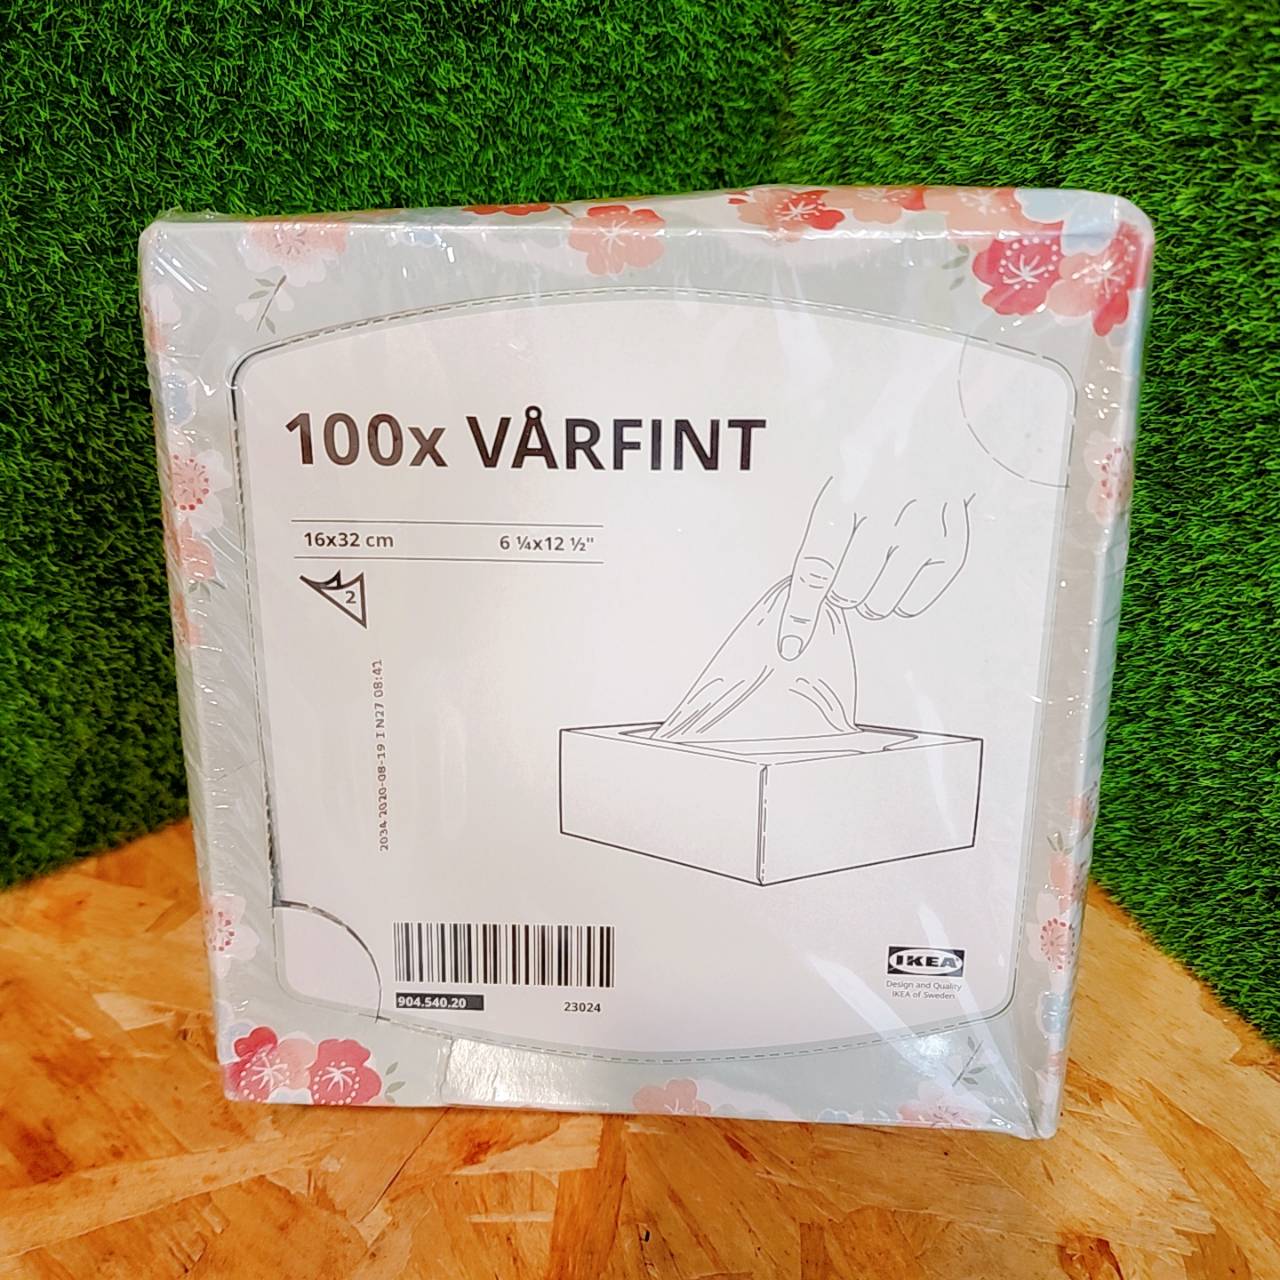 100x VÅRFINT
16x32 cm 6 ¼x12 ½"
2
2034 2020-08-19 I N27 08:41
904.540.20
23024
IKEA
Design and Quality
IKEA of Sweden